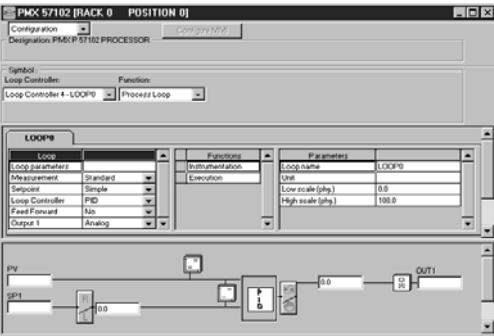 PMX 57102 [RACK 0 POSITION 0]
Configuration
Configure MMI
Designation: PMX P 57102 PROCESSOR
Symbol:
Loop Controller: Function:
Loop Controller 4 - LOOP0 Process Loop
LOOP0
Loop Functions Parameters
Loop parameters Instrumentation Loop name LOOP0
Measurement Standard Execution Unit
Setpoint Simple Low scale (phy.) 0.0
Loop Controller PID High scale (phy.) 100.0
Feed Forward No
Output 1 Analog
PV
SP1
R
L
0.0
P
I
D
0.0
OUT1